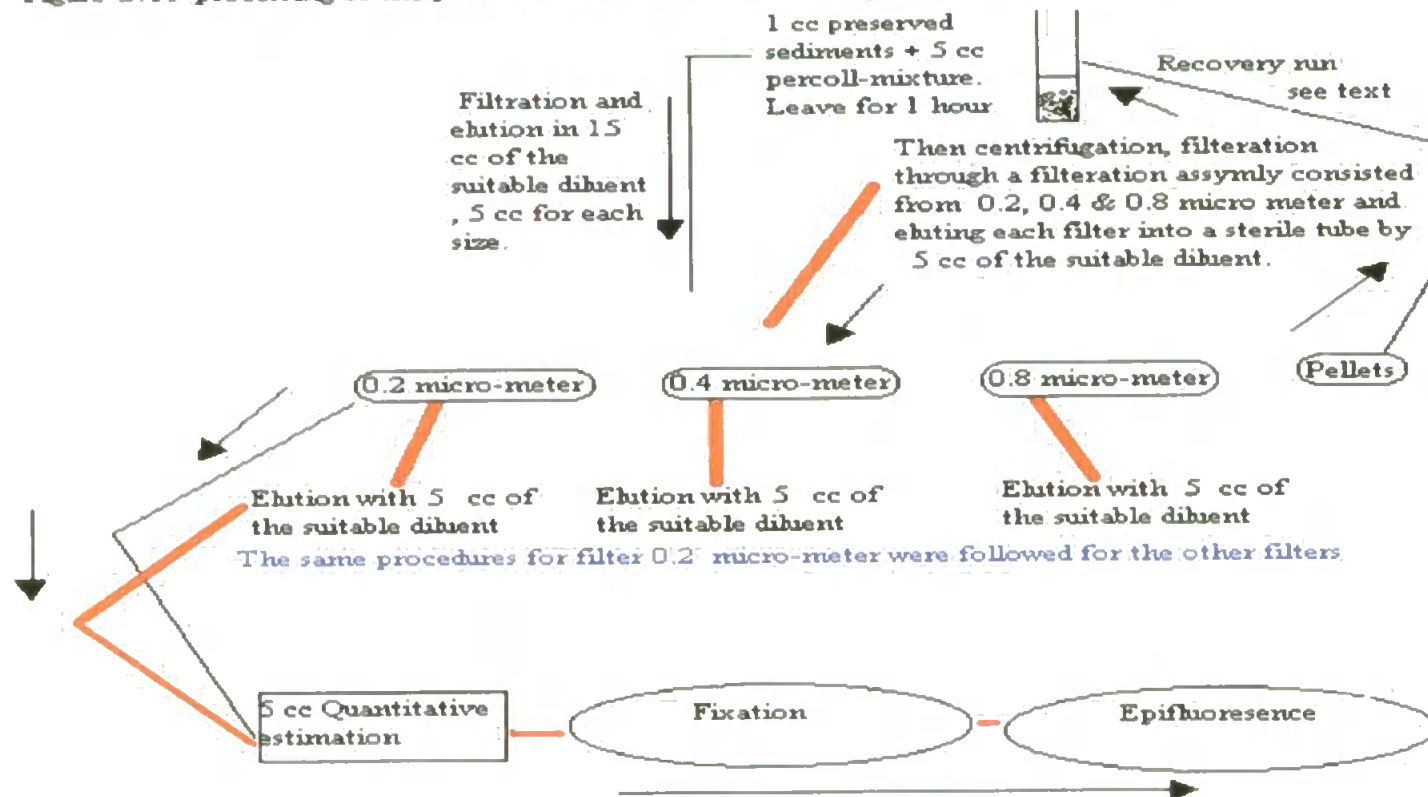 1 cc preserved
sediments + 5 cc
percoll-mixture.
Leave for 1 hour
Recovery run
see text
Filtration and
elution in 15
cc of the
suitable diluent
, 5 cc for each
size.
Then centrifugation, filteration
through a filteration assymly consisted
from 0.2, 0.4 & 0.8 micro meter and
eluting each filter into a sterile tube by
5 cc of the suitable diluent.
0.2 micro-meter
0.4 micro-meter
0.8 micro-meter
Pellets
Elution with 5 cc of
the suitable diluent
Elution with 5 cc of
the suitable diluent
Elution with 5 cc of
the suitable diluent
The same procedures for filter 0.2 micro-meter were followed for the other filters
5 cc Quantitative
estimation
Fixation
Epifluoresence